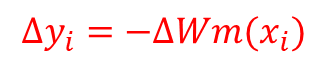 Δy_i = −ΔWm(x_i)